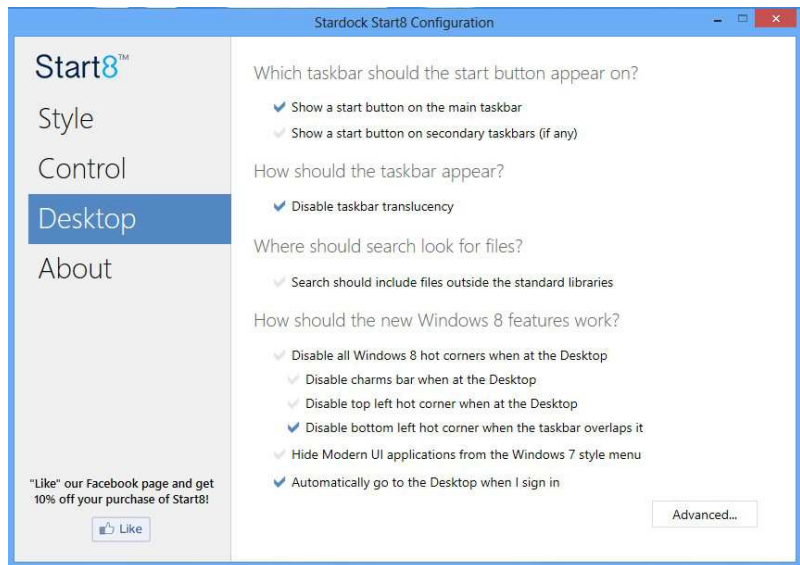 Stardock Start8 Configuration
Start8™
Style
Control
Desktop
About
"Like" our Facebook page and get
10% off your purchase of Start8!
Like
Which taskbar should the start button appear on?
Show a start button on the main taskbar
Show a start button on secondary taskbars (if any)
How should the taskbar appear?
Disable taskbar translucency
Where should search look for files?
Search should include files outside the standard libraries
How should the new Windows 8 features work?
Disable all Windows 8 hot corners when at the Desktop
Disable charms bar when at the Desktop
Disable top left hot corner when at the Desktop
Disable bottom left hot corner when the taskbar overlaps it
Hide Modern UI applications from the Windows 7 style menu
Automatically go to the Desktop when I sign in
Advanced...